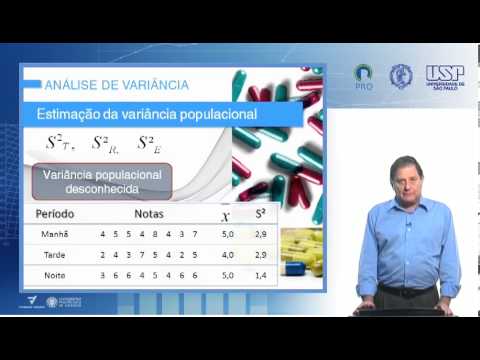 ANÁLISE DE VARIÂNCIA
Estimação da variância populacional
S²T, S²R, S²E
Variância populacional
desconhecida
Período Notas x̄ S²
Manhã 4 5 5 4 8 4 3 7 5,0 2,9
Tarde 2 4 3 7 5 4 2 5 4,0 2,9
Noite 3 6 6 4 5 4 6 6 5,0 1,4
PRO
USP
UNIVERSIDADE DE
SÃO PAULO